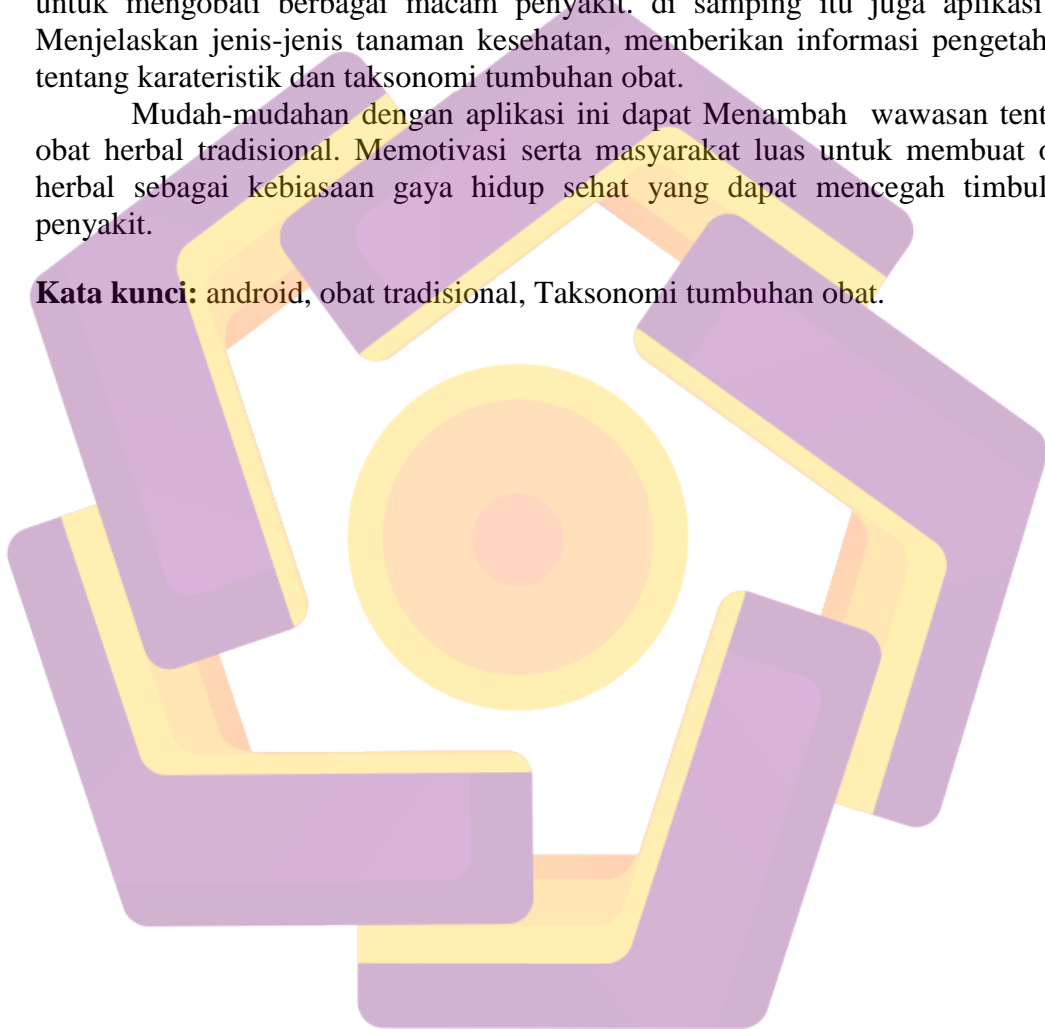 untuk mengobati berbagai macam penyakit. di samping itu juga aplikasi
Menjelaskan jenis-jenis tanaman kesehatan, memberikan informasi pengetah
tentang karateristik dan taksonomi tumbuhan obat.
Mudah-mudahan dengan aplikasi ini dapat Menambah wawasan tent
obat herbal tradisional. Memotivasi serta masyarakat luas untuk membuat o
herbal sebagai kebiasaan gaya hidup sehat yang dapat mencegah timbul
penyakit.
Kata kunci: android, obat tradisional, Taksonomi tumbuhan obat.